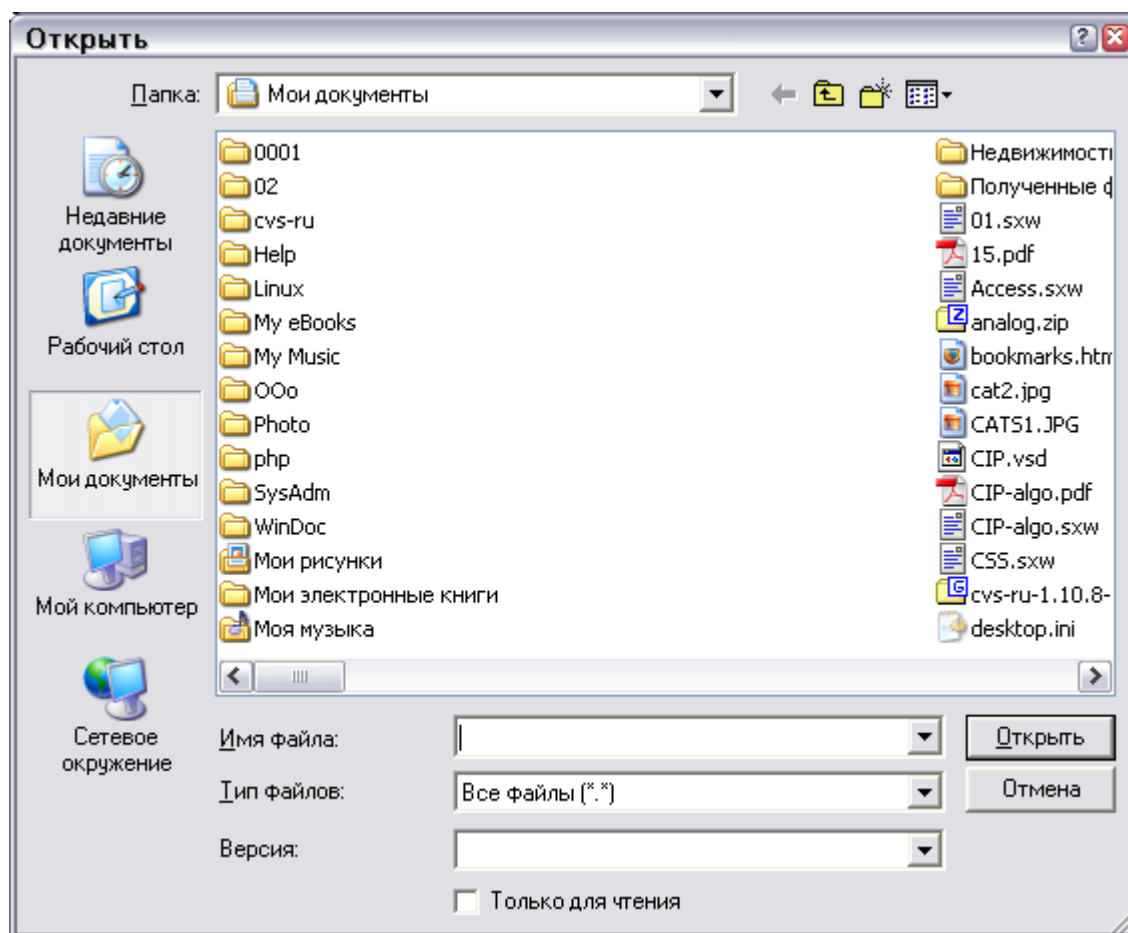 Открыть
Папка: Мои документы
Недавние
документы
Рабочий стол
Мои документы
Мой компьютер
Сетевое
окружение
0001
02
cvs-ru
Help
Linux
My eBooks
My Music
OOo
Photo
php
SysAdm
WinDoc
Мои рисунки
Мои электронные книги
Моя музыка
Недвижимость
Полученные ф
01.sxw
15.pdf
Access.sxw
analog.zip
bookmarks.htm
cat2.jpg
CATS1.JPG
CIP.vsd
CIP-algo.pdf
CIP-algo.sxw
CSS.sxw
cvs-ru-1.10.8-
desktop.ini
Имя файла:
Открыть
Тип файлов: Все файлы (*.*)
Отмена
Версия:
Только для чтения